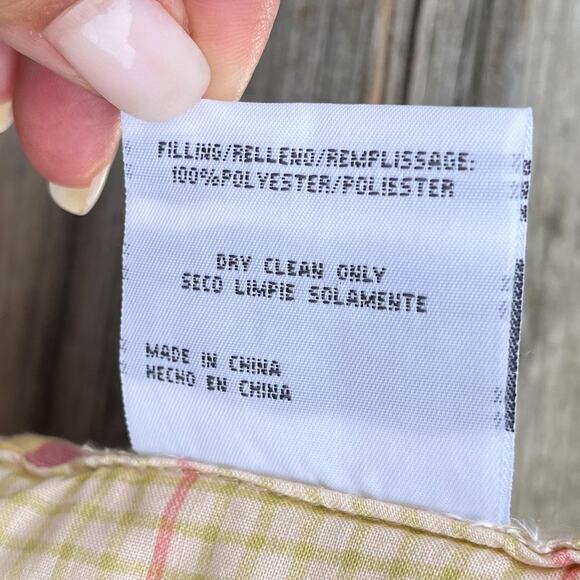 FILLING/RELLENO/REMPLISSAGE:
100%POLYESTER/POLIESTER
DRY CLEAN ONLY
SECO LIMPIE SOLAMENTE
MADE IN CHINA
HECHO EN CHINA